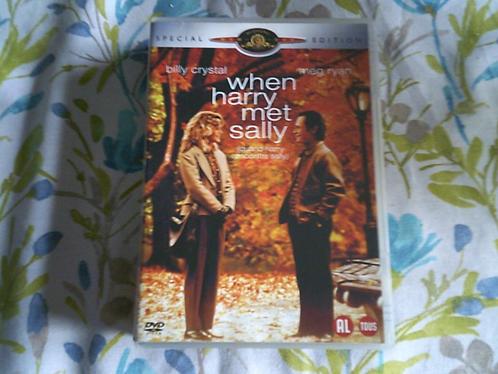 SPECIAL EDITION
billy crystal meg ryan
when
harry
met
sally
(quand harry
rencontre sally)
DVD
AL TOUS